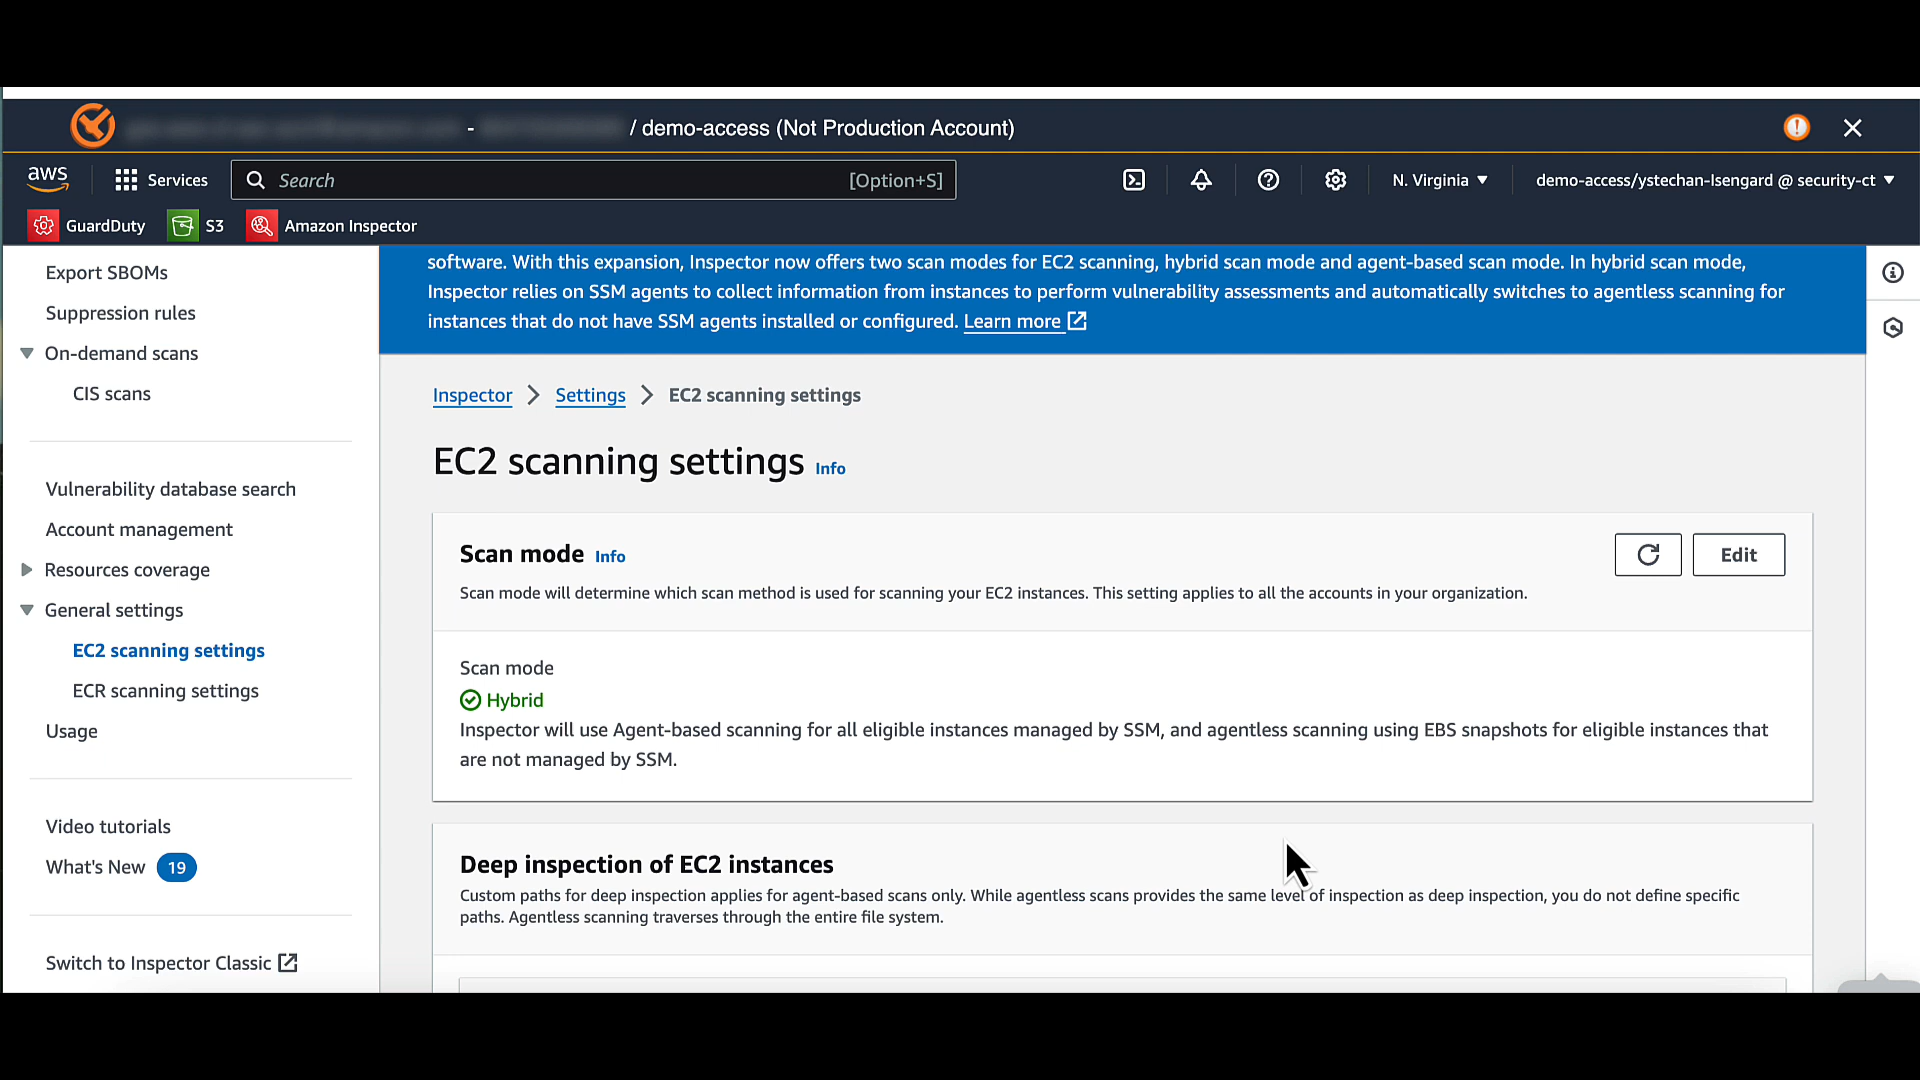 - / demo-access (Not Production Account)
aws Services Search [Option+S] N. Virginia demo-access/ystechan-Isengard @ security-ct
GuardDuty S3 Amazon Inspector
Export SBOMs
Suppression rules
On-demand scans
CIS scans
Vulnerability database search
Account management
Resources coverage
General settings
EC2 scanning settings
ECR scanning settings
Usage
Video tutorials
What's New 19
Switch to Inspector Classic
software. With this expansion, Inspector now offers two scan modes for EC2 scanning, hybrid scan mode and agent-based scan mode. In hybrid scan mode,
Inspector relies on SSM agents to collect information from instances to perform vulnerability assessments and automatically switches to agentless scanning for
instances that do not have SSM agents installed or configured. Learn more
Inspector > Settings > EC2 scanning settings
EC2 scanning settings Info
Scan mode Info
Edit
Scan mode will determine which scan method is used for scanning your EC2 instances. This setting applies to all the accounts in your organization.
Scan mode
Hybrid
Inspector will use Agent-based scanning for all eligible instances managed by SSM, and agentless scanning using EBS snapshots for eligible instances that
are not managed by SSM.
Deep inspection of EC2 instances
Custom paths for deep inspection applies for agent-based scans only. While agentless scans provides the same level of inspection as deep inspection, you do not define specific
paths. Agentless scanning traverses through the entire file system.